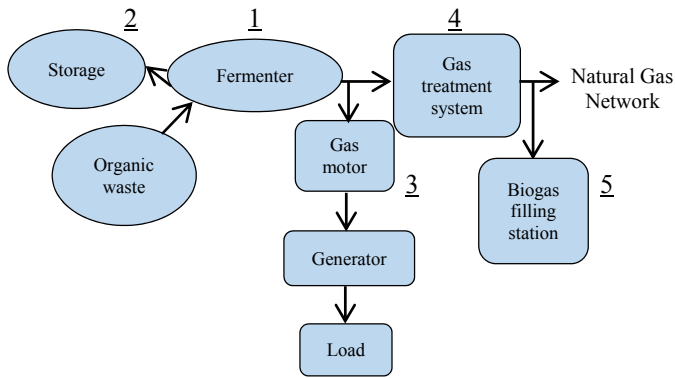 2
1
4
Storage
Fermenter
Gas
treatment
system
Natural Gas
Network
Organic
waste
Gas
motor
3
Biogas
filling
station
5
Generator
Load